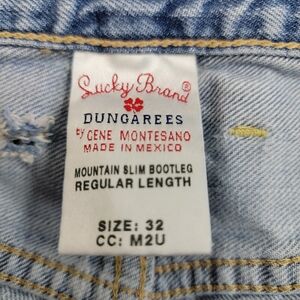 Lucky Brand®
DUNGAREES
by GENE MONTESANO
MADE IN MEXICO
MOUNTAIN SLIM BOOTLEG
REGULAR LENGTH
SIZE: 32
CC: M2U